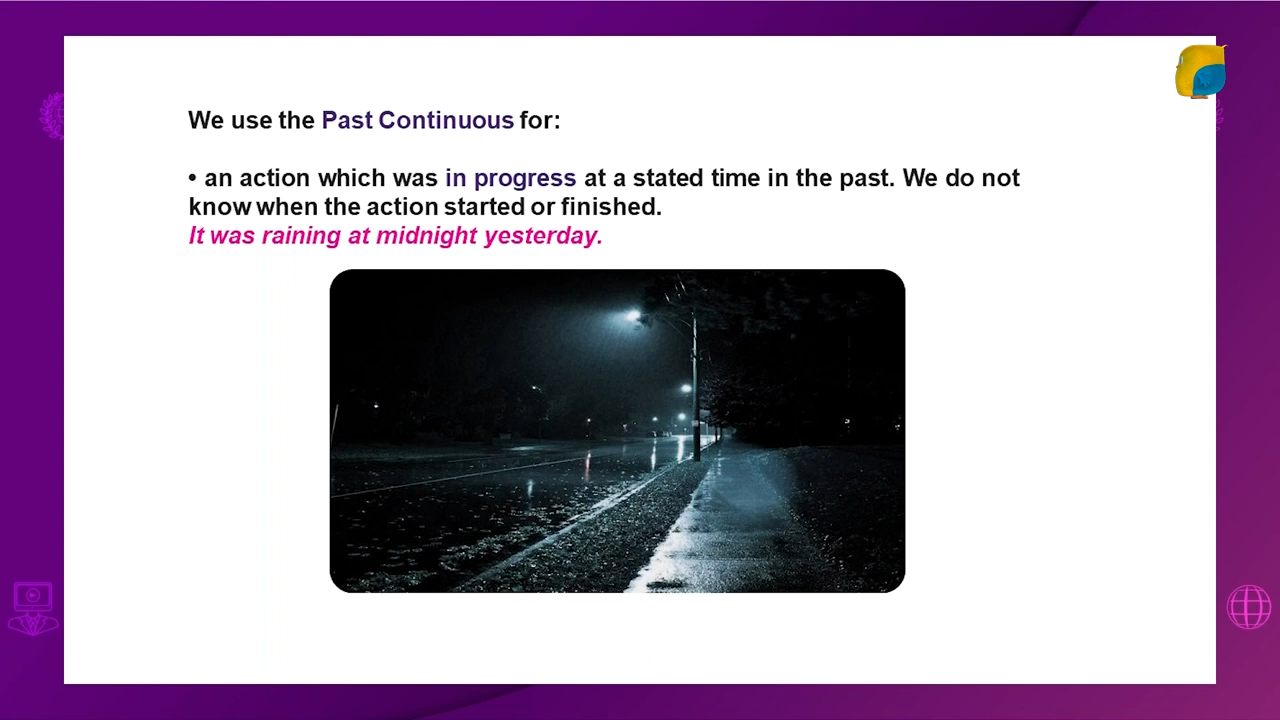 We use the Past Continuous for:
• an action which was in progress at a stated time in the past. We do not
know when the action started or finished.
It was raining at midnight yesterday.